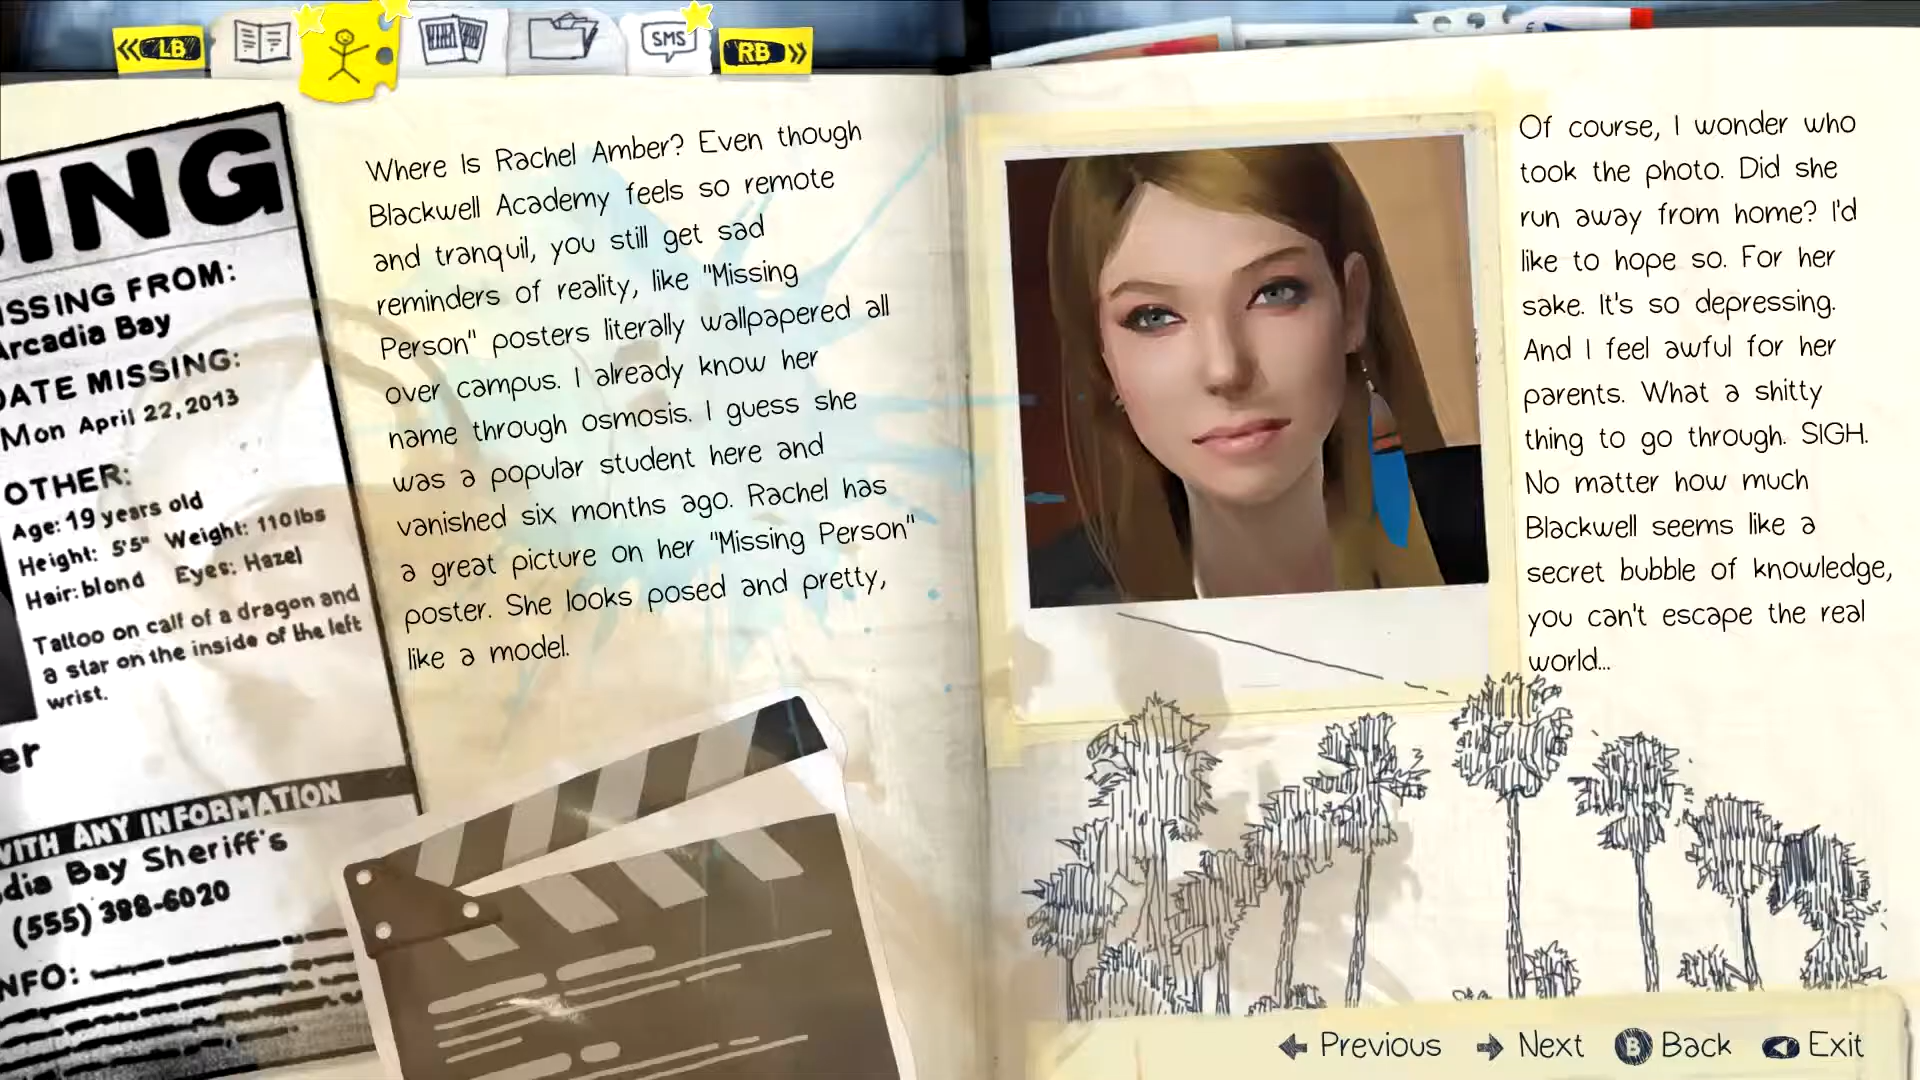 LB
SMS
RB
ING
SSING FROM:
Arcadia Bay
DATE MISSING:
Mon April 22, 2013
OTHER:
Age: 19 years old
Height: 5'5" Weight: 110lbs
Hair: blond Eyes: Hazel
Tattoo on calf of a dragon and
a star on the inside of the left
wrist.
er
WITH ANY INFORMATION
dia Bay Sheriff's
(555) 388-6020
NFO:
Where Is Rachel Amber? Even though
Blackwell Academy feels so remote
and tranquil, you still get sad
reminders of reality, like "Missing
Person" posters literally wallpapered all
over campus. I already know her
name through osmosis. I guess she
was a popular student here and
vanished six months ago. Rachel has
a great picture on her "Missing Person"
poster. She looks posed and pretty,
like a model.
Of course, I wonder who
took the photo. Did she
run away from home? I'd
like to hope so. For her
sake. It's so depressing.
And I feel awful for her
parents. What a shitty
thing to go through. SIGH.
No matter how much
Blackwell seems like a
secret bubble of knowledge,
you can't escape the real
world...
Previous Next B Back Exit